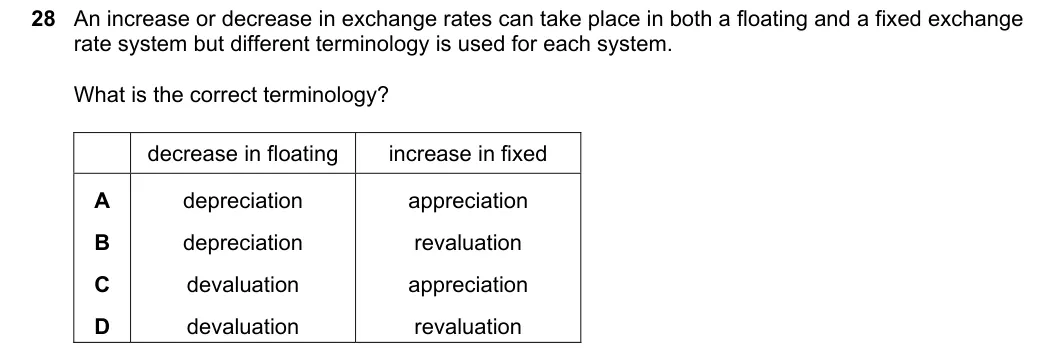 28 An increase or decrease in exchange rates can take place in both a floating and a fixed exchange
rate system but different terminology is used for each system.
What is the correct terminology?
decrease in floating increase in fixed
A depreciation appreciation
B depreciation revaluation
C devaluation appreciation
D devaluation revaluation